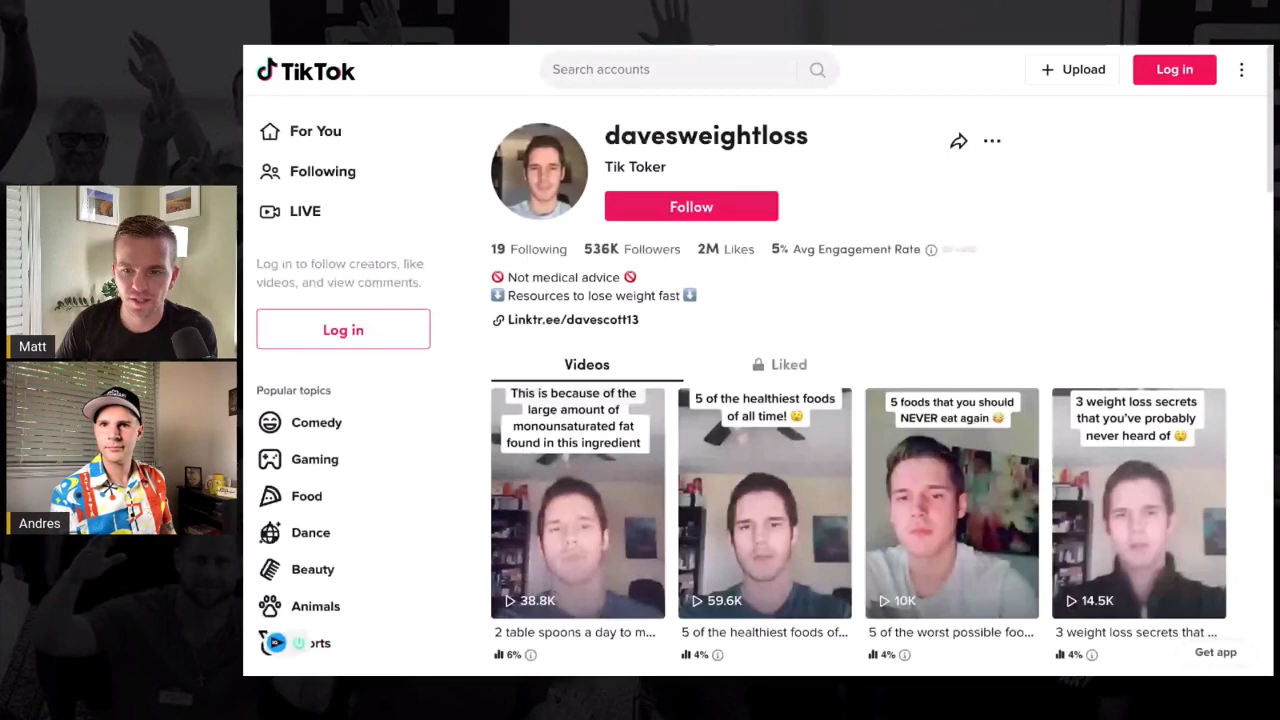 TikTok
Search accounts
Upload
Log in
For You
Following
LIVE
Log in to follow creators, like
videos, and view comments.
Log in
Popular topics
Comedy
Gaming
Food
Dance
Beauty
Animals
orts
davesweightloss
Tik Toker
Follow
19 Following 536K Followers 2M Likes 5% Avg Engagement Rate
🚫 Not medical advice 🚫
⬇️ Resources to lose weight fast ⬇️
Linktr.ee/davescott13
Videos
Liked
This is because of the
large amount of
monounsaturated fat
found in this ingredient
38.8K
2 table spoons a day to m...
6%
5 of the healthiest foods
of all time! 😲
59.6K
5 of the healthiest foods of...
4%
5 foods that you should
NEVER eat again 😂
10K
5 of the worst possible foo...
4%
3 weight loss secrets
that you've probably
never heard of 😲
14.5K
3 weight loss secrets that ...
4%
Get app
Matt
Andres